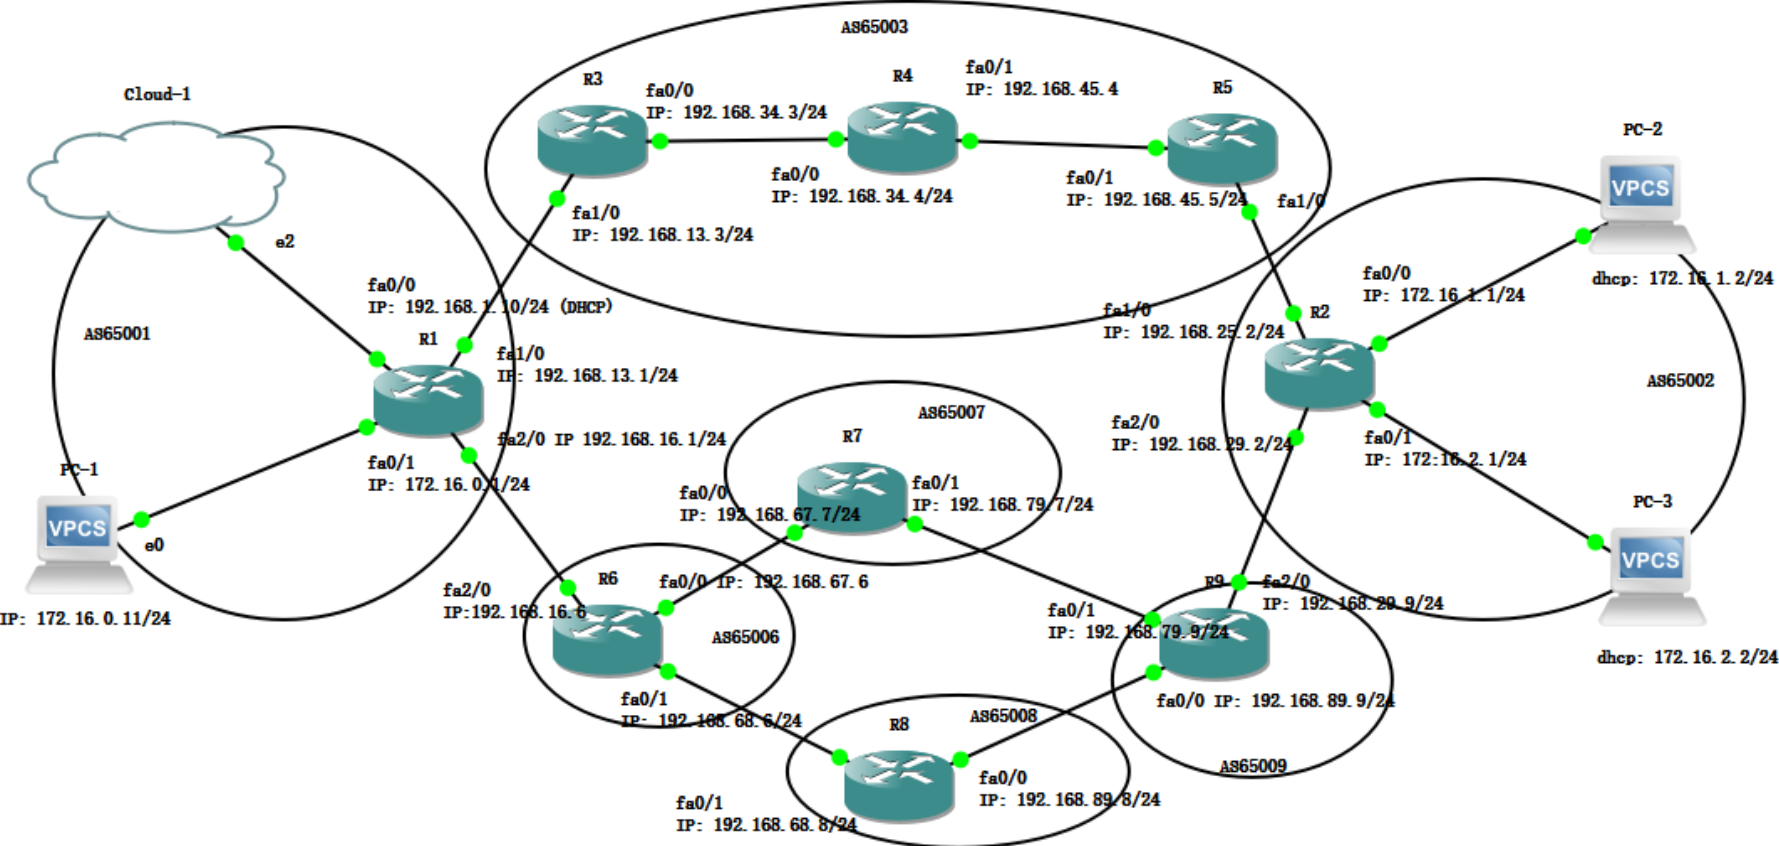 AS65003
Cloud-1
R3
fa0/0
IP: 192.168.34.3/24
R4
fa0/1
IP: 192.168.45.4
R5
PC-2
VPCS
fa0/0
IP: 192.168.34.4/24
fa0/1
IP: 192.168.45.5/24
fa1/0
fa1/0
IP: 192.168.13.3/24
e2
fa0/0
IP: 192.168.1.10/24 (DHCP)
fa0/0
IP: 172.16.1.1/24
dhcp: 172.16.1.2/24
AS65001
R1
fa1/0
IP: 192.168.13.1/24
fa1/0
IP: 192.168.25.2/24
R2
AS65002
AS65007
R7
fa2/0 IP 192.168.16.1/24
fa2/0
IP: 192.168.29.2/24
fa0/1
IP: 172:16.2.1/24
PC-1
fa0/1
IP: 172.16.0.1/24
fa0/0
IP: 192.168.67.7/24
fa0/1
IP: 192.168.79.7/24
PC-3
VPCS
e0
VPCS
IP: 172.16.0.11/24
R6
fa0/0 IP: 192.168.67.6
fa2/0
IP:192.168.16.6
AS65006
R9
fa2/0
IP: 192.168.29.9/24
fa0/1
IP: 192.168.79.9/24
dhcp: 172.16.2.2/24
fa0/1
IP: 192.168.68.6/24
R8
AS65008
fa0/0 IP: 192.168.89.9/24
AS65009
fa0/0
IP: 192.168.89.8/24
fa0/1
IP: 192.168.68.8/24